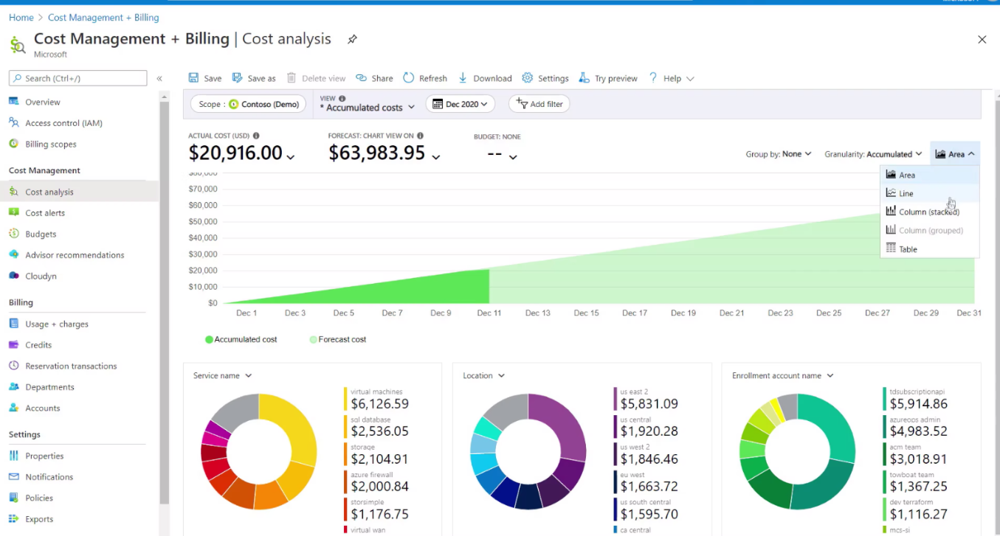 Home > Cost Management + Billing
Cost Management + Billing | Cost analysis
Microsoft
Search (Ctrl+/)
«
Overview
Access control (IAM)
Billing scopes
Cost Management
Cost analysis
Cost alerts
Budgets
Advisor recommendations
Cloudyn
Billing
Usage + charges
Credits
Reservation transactions
Departments
Accounts
Settings
Properties
Notifications
Policies
Exports
Save
Save as
Delete view
Share
Refresh
Download
Settings
Try preview
? Help
Scope : Contoso (Demo)
VIEW
* Accumulated costs
Dec 2020
Add filter
ACTUAL COST (USD)
$20,916.00
FORECAST: CHART VIEW ON
$63,983.95
BUDGET: NONE
--
Group by: None
Granularity: Accumulated
Area
Area
Line
Column (stacked)
Column (grouped)
Table
$80,000
$70,000
$60,000
$50,000
$40,000
$30,000
$20,000
$10,000
$0
Dec 1 Dec 3 Dec 5 Dec 7 Dec 9 Dec 11 Dec 13 Dec 15 Dec 17 Dec 19 Dec 21 Dec 23 Dec 25 Dec 27 Dec 29 Dec 31
Accumulated cost
Forecast cost
Service name
virtual machines
$6,126.59
sql database
$2,536.05
storage
$2,104.91
azure firewall
$2,000.84
storsimple
$1,176.75
virtual wan
Location
us east 2
$5,831.09
us central
$1,920.28
us west 2
$1,846.46
eu west
$1,663.72
us south central
$1,595.70
ca central
Enrollment account name
tdsubscriptionapi
$5,914.86
azureops admin
$4,983.52
acm team
$3,018.91
towboat team
$1,367.25
dev terraform
$1,116.27
mcs-si